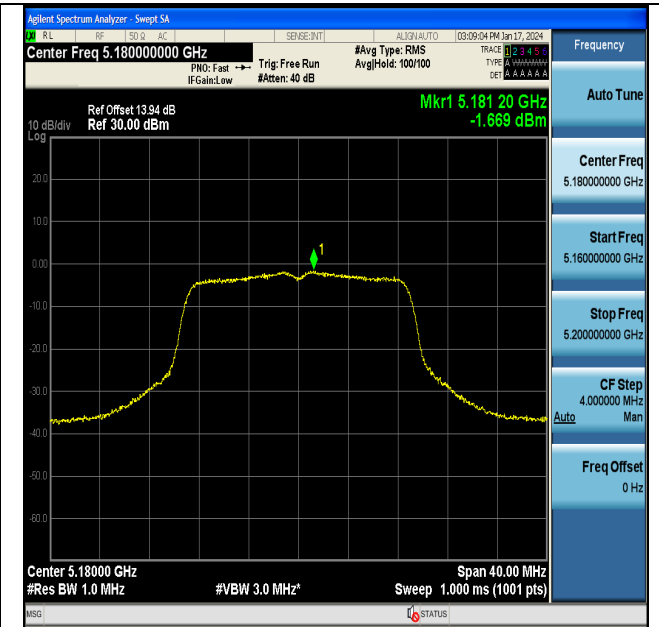 Agilent Spectrum Analyzer - Swept SA
LXI RL RF 50 Ω AC SENSE:INT ALIGN AUTO 03:09:04 PM Jan 17, 2024
Center Freq 5.180000000 GHz
PNO: Fast
IFGain:Low
Trig: Free Run
#Atten: 40 dB
#Avg Type: RMS
Avg|Hold: 100/100
TRACE 1 2 3 4 5 6
TYPE A WWWWW
DET A A A A A A
Frequency
Mkr1 5.181 20 GHz
-1.669 dBm
Ref Offset 13.94 dB
10 dB/div Ref 30.00 dBm
Log
20.0
10.0
0.00
-10.0
-20.0
-30.0
-40.0
-50.0
-60.0
1
Auto Tune
Center Freq
5.180000000 GHz
Start Freq
5.160000000 GHz
Stop Freq
5.200000000 GHz
CF Step
4.000000 MHz
Auto Man
Freq Offset
0 Hz
Center 5.18000 GHz Span 40.00 MHz
#Res BW 1.0 MHz #VBW 3.0 MHz* Sweep 1.000 ms (1001 pts)
MSG STATUS